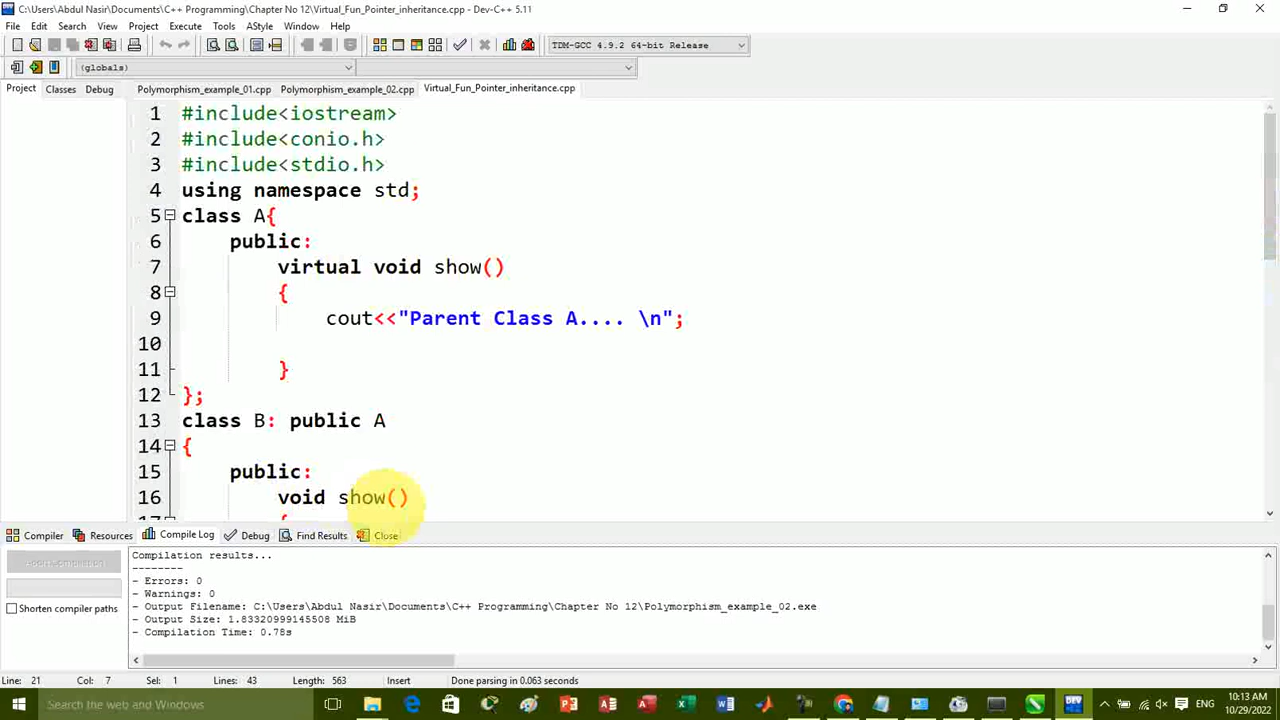 C:\Users\Abdul Nasir\Documents\C++ Programming\Chapter No 12\Virtual_Fun_Pointer_inheritance.cpp - Dev-C++ 5.11
File Edit Search View Project Execute Tools AStyle Window Help
TDM-GCC 4.9.2 64-bit Release
(globals)
Project Classes Debug Polymorphism_example_01.cpp Polymorphism_example_02.cpp Virtual_Fun_Pointer_inheritance.cpp
1 #include<iostream>
2 #include<conio.h>
3 #include<stdio.h>
4 using namespace std;
5 class A{
6 public:
7 virtual void show()
8 {
9 cout<<"Parent Class A.... \n";
10
11 }
12 };
13 class B: public A
14 {
15 public:
16 void show()
17 {
Compiler Resources Compile Log Debug Find Results Close
Abort Compilation
Shorten compiler paths
Compilation results...
--------
- Errors: 0
- Warnings: 0
- Output Filename: C:\Users\Abdul Nasir\Documents\C++ Programming\Chapter No 12\Polymorphism_example_02.exe
- Output Size: 1.83320999145508 MiB
- Compilation Time: 0.78s
Line: 21 Col: 7 Sel: 1 Lines: 43 Length: 563 Insert Done parsing in 0.063 seconds
Search the web and Windows
DEV
ENG
10:13 AM
10/29/2022